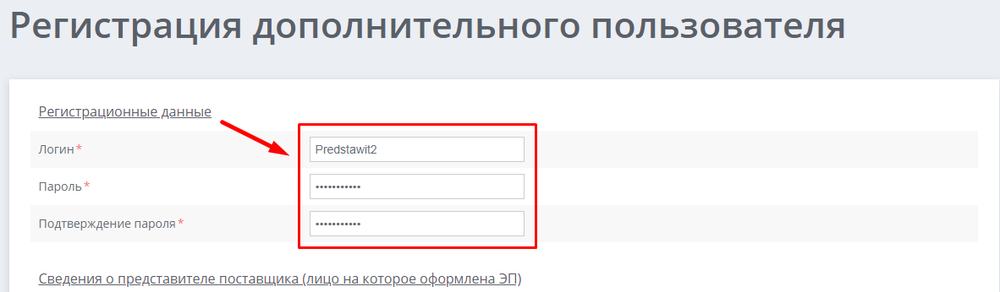 Регистрация дополнительного пользователя
Регистрационные данные
Логин*
Predstawit2
Пароль*
•••••••••••
Подтверждение пароля*
•••••••••••
Сведения о представителе поставщика (лицо на которое оформлена ЭП)